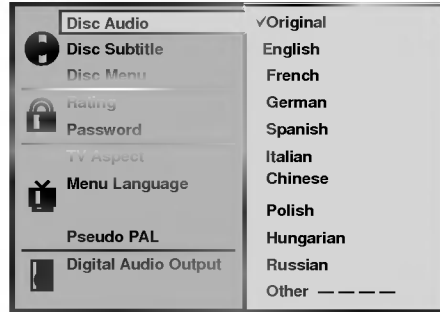 Disc Audio
Disc Subtitle
Disc Menu
Rating
Password
TV Aspect
Menu Language
Pseudo PAL
Digital Audio Output
✓Original
English
French
German
Spanish
Italian
Chinese
Polish
Hungarian
Russian
Other — — — —